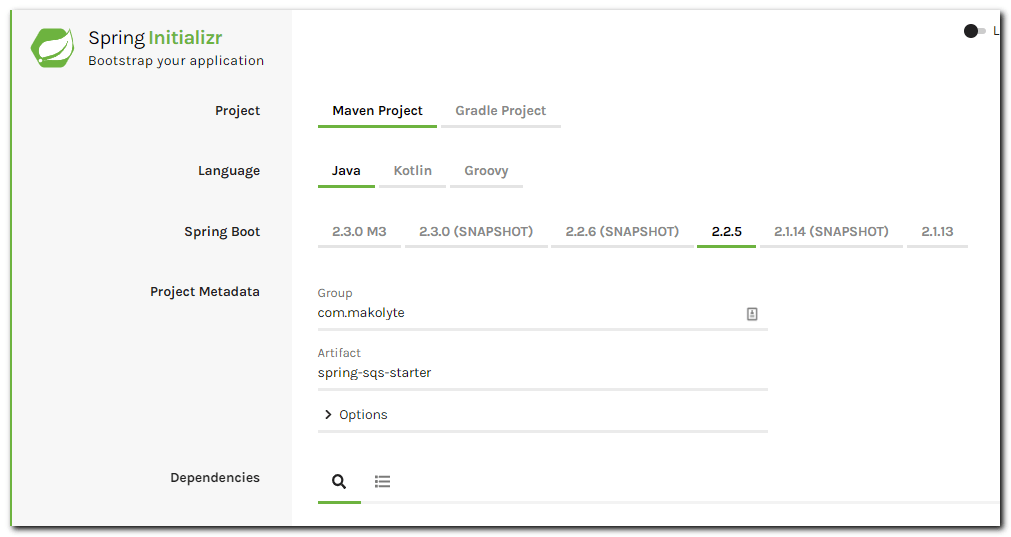 Spring Initializr
Bootstrap your application
L
Project
Maven Project Gradle Project
Language
Java Kotlin Groovy
Spring Boot
2.3.0 M3 2.3.0 (SNAPSHOT) 2.2.6 (SNAPSHOT) 2.2.5 2.1.14 (SNAPSHOT) 2.1.13
Project Metadata
Group
com.makolyte
Artifact
spring-sqs-starter
Options
Dependencies